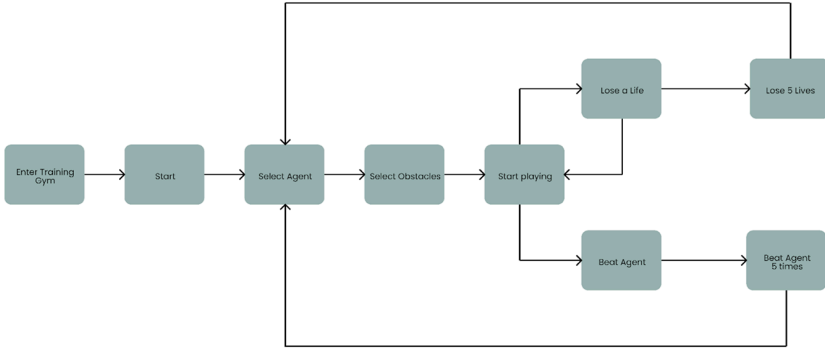 Lose a Life
Lose 5 Lives
Enter Training
Gym
Start
Select Agent
Select Obstacles
Start playing
Beat Agent
Beat Agent
5 times